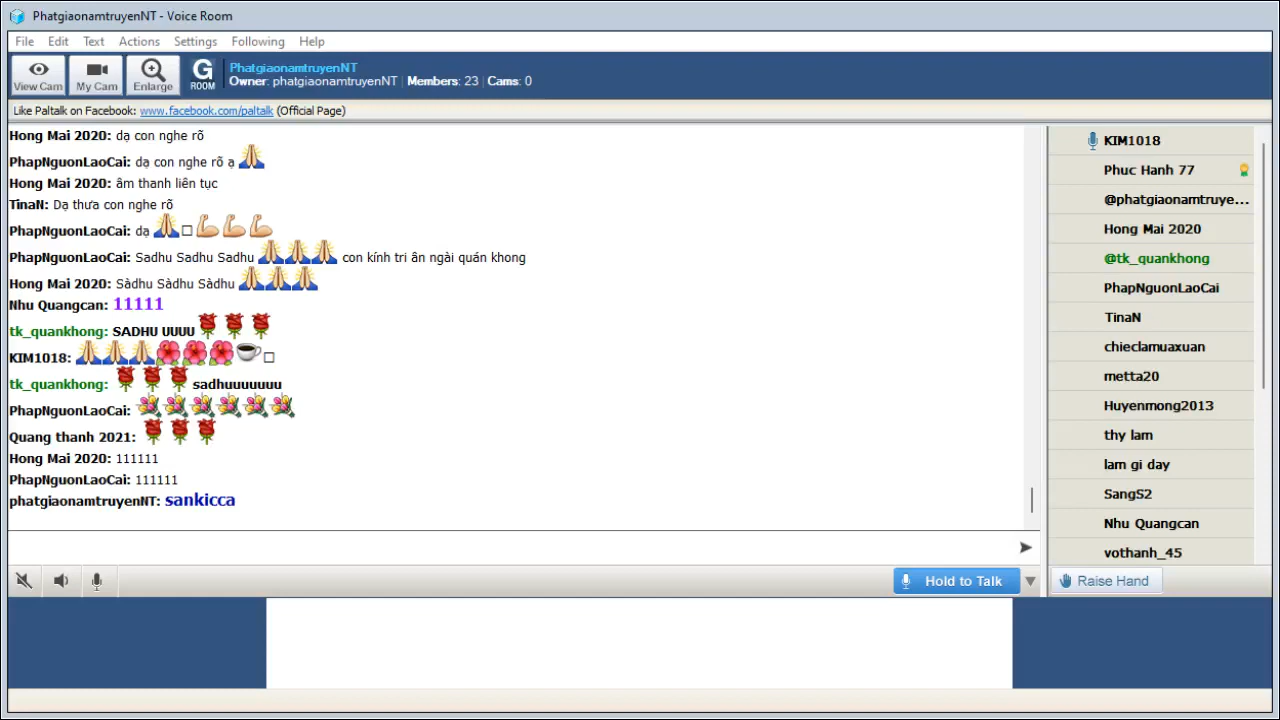 PhatgiaonamtruyenNT - Voice Room
File Edit Text Actions Settings Following Help
View Cam
My Cam
Enlarge
G
ROOM
PhatgiaonamtruyenNT
Owner: phatgiaonamtruyenNT | Members: 23 | Cams: 0
Like Paltalk on Facebook: www.facebook.com/paltalk (Official Page)
Hong Mai 2020: dạ con nghe rõ
PhapNguonLaoCai: dạ con nghe rõ ạ 🙏
Hong Mai 2020: âm thanh liên tục
TinaN: Dạ thưa con nghe rõ
PhapNguonLaoCai: dạ 🙏□💪💪💪
PhapNguonLaoCai: Sadhu Sadhu Sadhu 🙏🙏🙏 con kính tri ân ngài quán khong
Hong Mai 2020: Sàdhu Sàdhu Sàdhu 🙏🙏🙏
Nhu Quangcan: 11111
tk_quankhong: SADHU UUUU 🌹🌹🌹
KIM1018: 🙏🙏🙏🌺🌺🌺☕□
tk_quankhong: 🌹🌹🌹 sadhuuuuuuu
PhapNguonLaoCai: 💐💐💐💐💐💐
Quang thanh 2021: 🌹🌹🌹
Hong Mai 2020: 111111
PhapNguonLaoCai: 111111
phatgiaonamtruyenNT: sankicca
Hold to Talk
KIM1018
Phuc Hanh 77
@phatgiaonamtruye...
Hong Mai 2020
@tk_quankhong
PhapNguonLaoCai
TinaN
chieclamuaxuan
metta20
Huyenmong2013
thy lam
lam gi day
SangS2
Nhu Quangcan
vothanh_45
Raise Hand